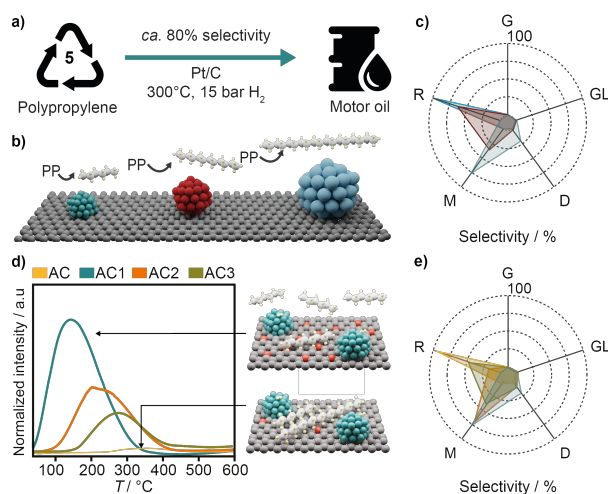 a)
5
Polypropylene
ca. 80% selectivity
Pt/C
300°C, 15 bar H₂
Motor oil
b)
PP
PP
PP
c)
G
100
R
GL
M
D
Selectivity / %
d)
AC AC1 AC2 AC3
Normalized intensity / a.u
100 200 300 400 500 600
T / °C
e)
G
100
R
GL
M
D
Selectivity / %